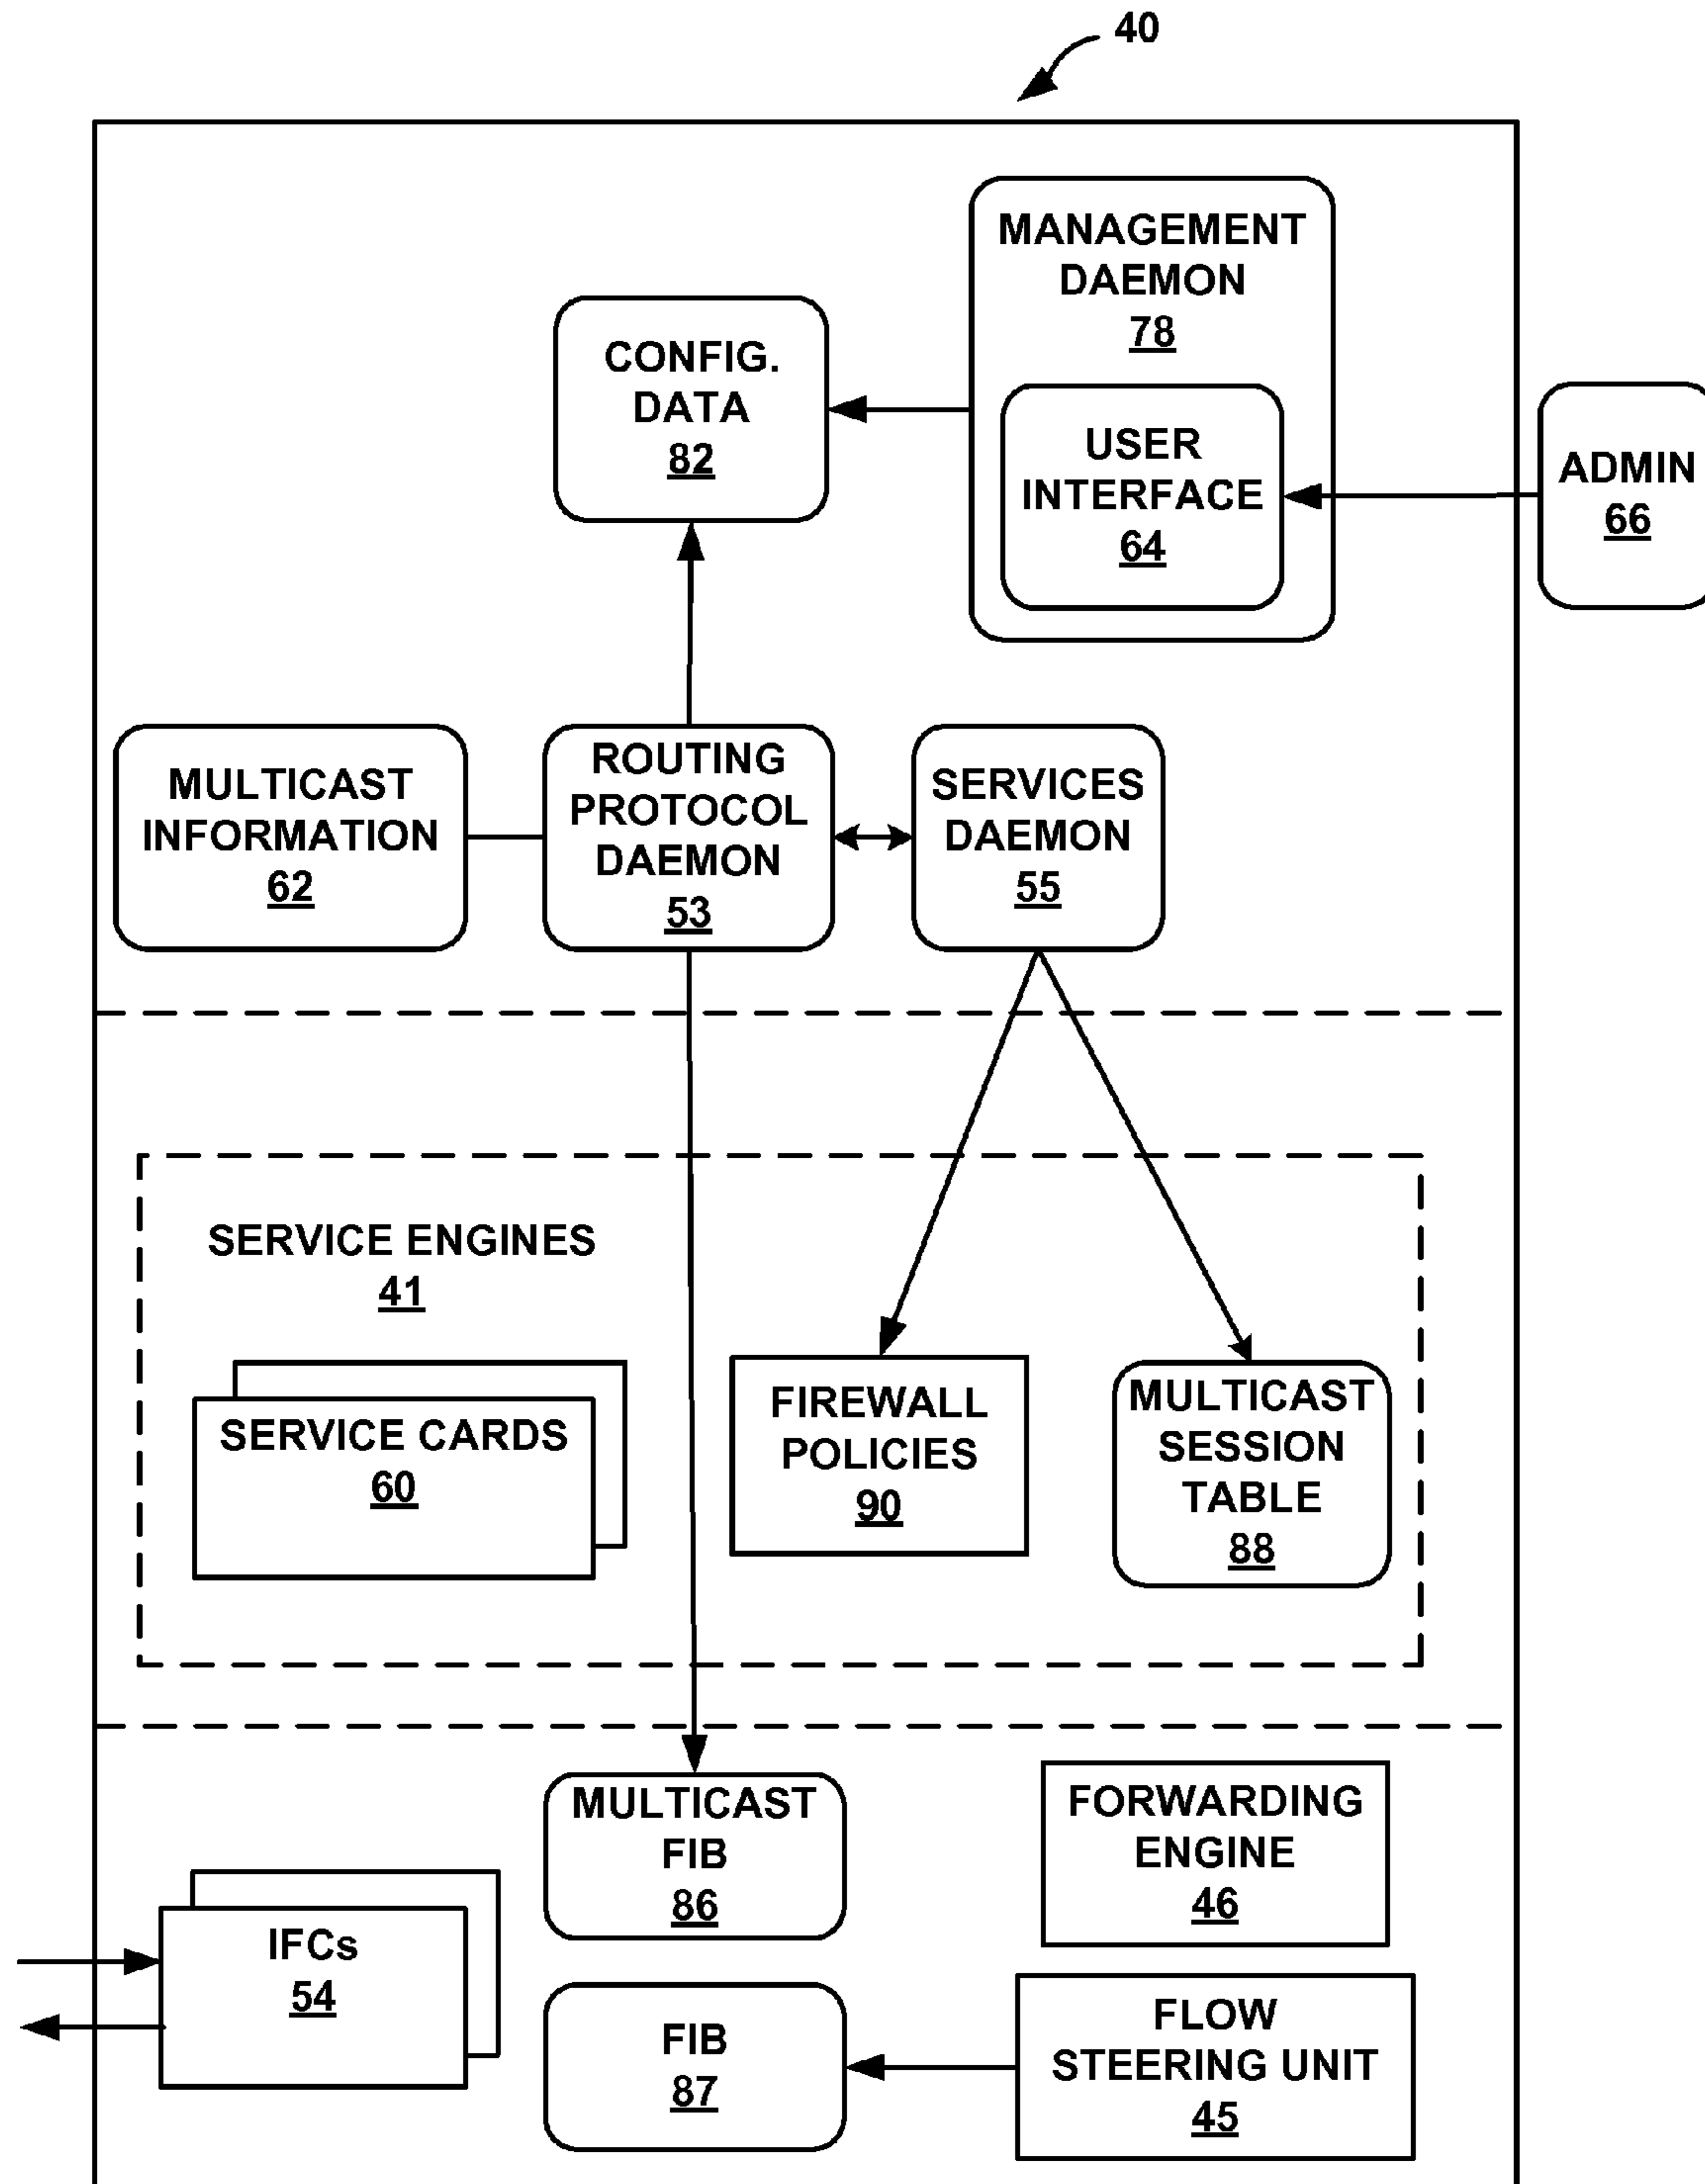 40
MANAGEMENT
DAEMON
78
CONFIG.
DATA
82
USER
INTERFACE
64
ADMIN
66
MULTICAST
INFORMATION
62
ROUTING
PROTOCOL
DAEMON
53
SERVICES
DAEMON
55
SERVICE ENGINES
41
SERVICE CARDS
60
FIREWALL
POLICIES
90
MULTICAST
SESSION
TABLE
88
MULTICAST
FIB
86
FORWARDING
ENGINE
46
IFCs
54
FIB
87
FLOW
STEERING UNIT
45